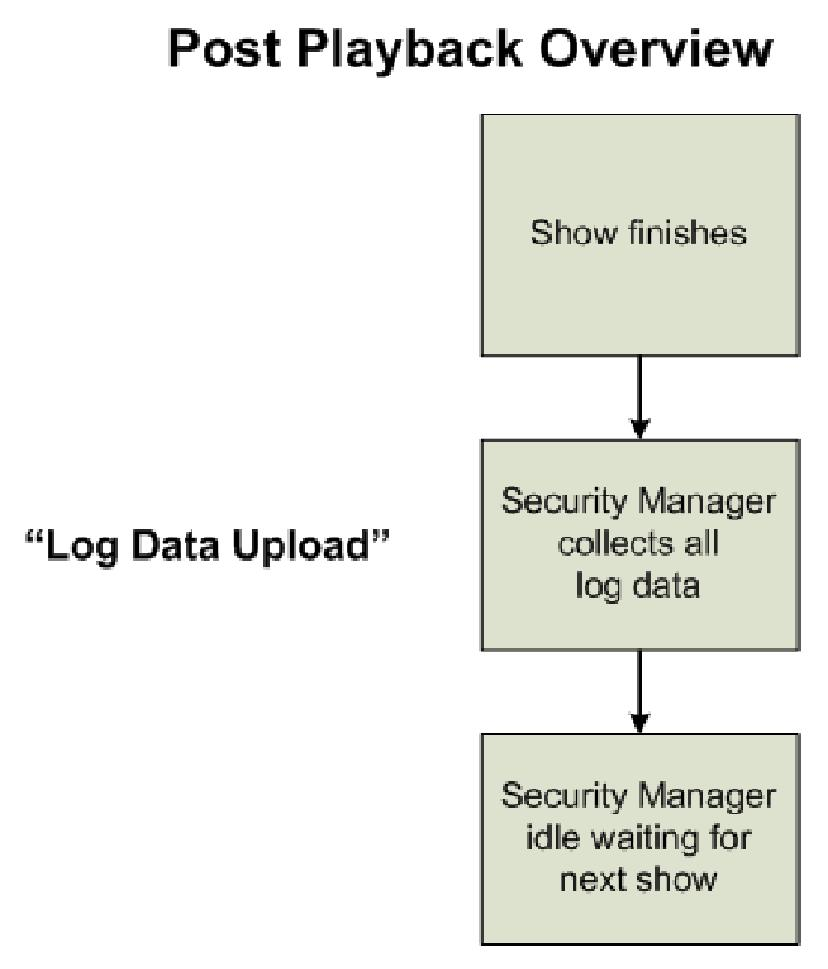 Post Playback Overview
Show finishes
Security Manager
collects all
log data
“Log Data Upload”
Security Manager
idle waiting for
next show